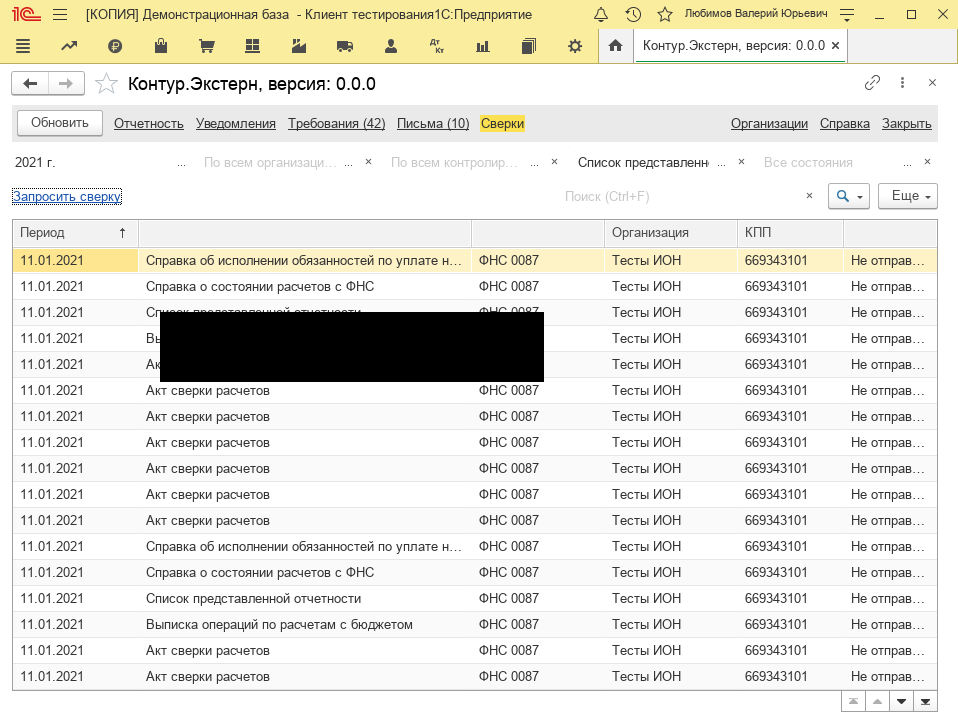 1С [КОПИЯ] Демонстрационная база - Клиент тестирования1С:Предприятие Любимов Валерий Юрьевич
Дт Кт Контур.Экстерн, версия: 0.0.0 ×
Контур.Экстерн, версия: 0.0.0
Обновить Отчетность Уведомления Требования (42) Письма (10) Сверки Организации Справка Закрыть
2021 г. ... По всем организаци... ... × По всем контролир... ... × Список представленн ... × Все состояния ... ×
Запросить сверку Поиск (Ctrl+F) × Еще
Период ↑ Организация КПП
11.01.2021 Справка об исполнении обязанностей по уплате н... ФНС 0087 Тесты ИОН 669343101 Не отправ...
11.01.2021 Справка о состоянии расчетов с ФНС ФНС 0087 Тесты ИОН 669343101 Не отправ...
11.01.2021 Список представленной отчетности ФНС 0087 Тесты ИОН 669343101 Не отправ...
11.01.2021 Тесты ИОН 669343101 Не отправ...
11.01.2021 Тесты ИОН 669343101 Не отправ...
11.01.2021 Акт сверки расчетов ФНС 0087 Тесты ИОН 669343101 Не отправ...
11.01.2021 Акт сверки расчетов ФНС 0087 Тесты ИОН 669343101 Не отправ...
11.01.2021 Акт сверки расчетов ФНС 0087 Тесты ИОН 669343101 Не отправ...
11.01.2021 Акт сверки расчетов ФНС 0087 Тесты ИОН 669343101 Не отправ...
11.01.2021 Акт сверки расчетов ФНС 0087 Тесты ИОН 669343101 Не отправ...
11.01.2021 Акт сверки расчетов ФНС 0087 Тесты ИОН 669343101 Не отправ...
11.01.2021 Справка об исполнении обязанностей по уплате н... ФНС 0087 Тесты ИОН 669343101 Не отправ...
11.01.2021 Справка о состоянии расчетов с ФНС ФНС 0087 Тесты ИОН 669343101 Не отправ...
11.01.2021 Список представленной отчетности ФНС 0087 Тесты ИОН 669343101 Не отправ...
11.01.2021 Выписка операций по расчетам с бюджетом ФНС 0087 Тесты ИОН 669343101 Не отправ...
11.01.2021 Акт сверки расчетов ФНС 0087 Тесты ИОН 669343101 Не отправ...
11.01.2021 Акт сверки расчетов ФНС 0087 Тесты ИОН 669343101 Не отправ...